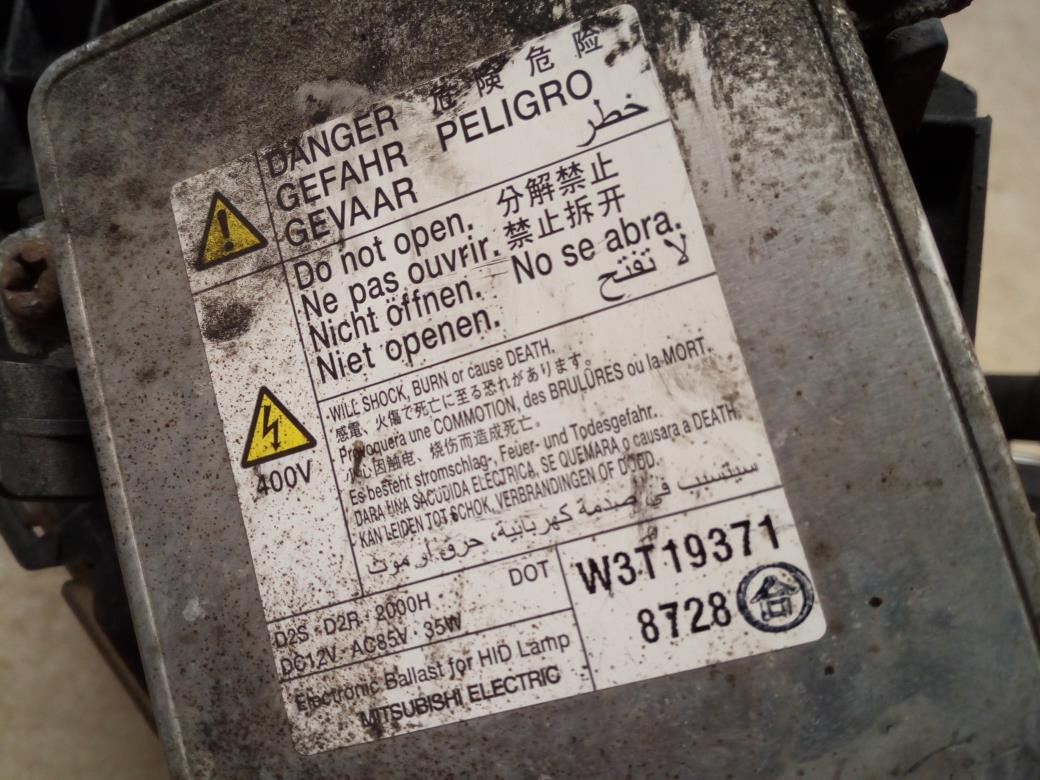 DANGER 危険 危险
GEFAHR PELIGRO
GEVAAR خطر
Do not open. 分解禁止
Ne pas ouvrir. 禁止拆开
Nicht öffnen. No se abra.
Niet openen. لا تفتح
400V
WILL SHOCK, BURN or cause DEATH.
感電、火傷で死亡に至る恐れがあります。
Provoquera une COMMOTION, des BRULÛRES ou la MORT.
因触电、烧伤而造成死亡。
Es besteht stromschlag-, Feuer- und Todesgefahr.
DARA UNA SACUDIDA ELECTRICA, SE QUEMARA o causara a DEATH.
KAN LEIDEN TOT SCHOK, VERBRANDINGEN OF DOOD.
سيتسبب في صدمة كهربائية، حرق أو موت
D2S · D2R · 2000H · DOT
DC12V · AC85V · 35W
Electronic Ballast for HID Lamp
MITSUBISHI ELECTRIC
W3T19371
8728 合